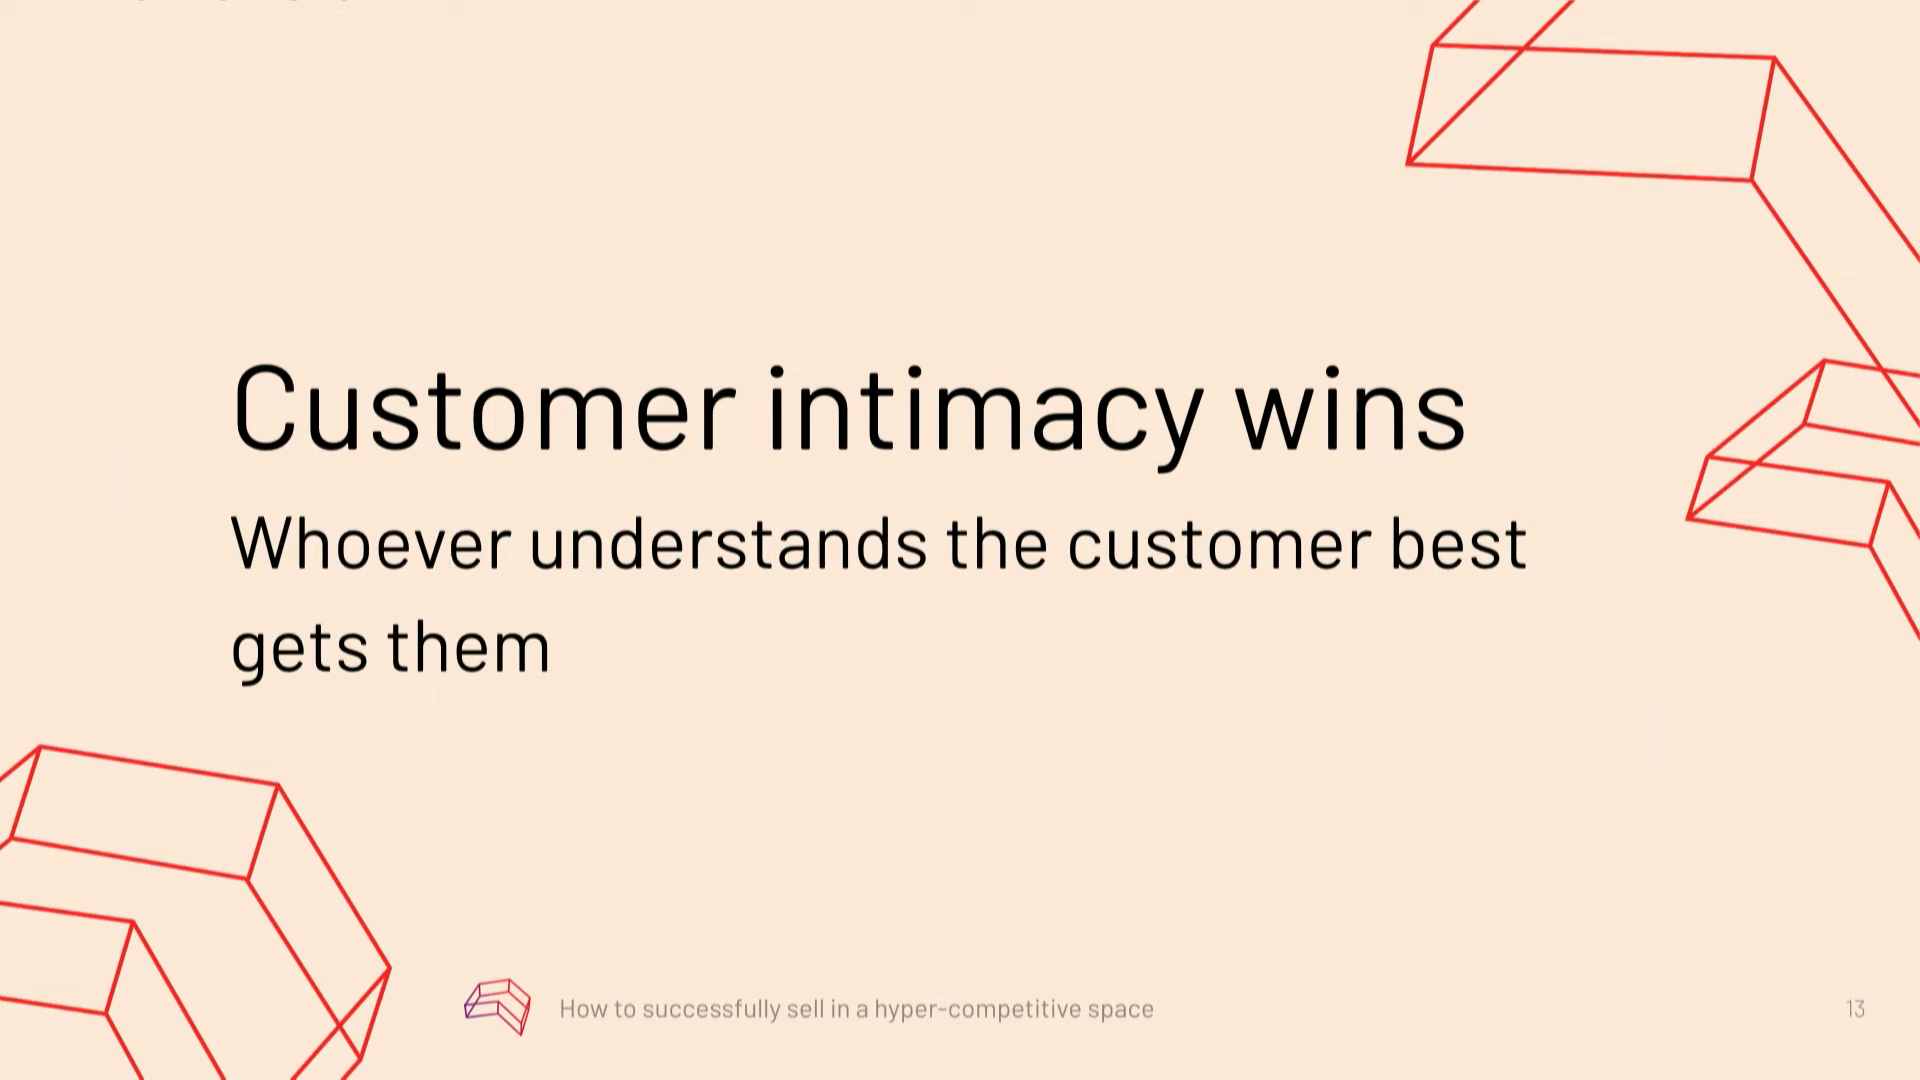 Customer intimacy wins
Whoever understands the customer best
gets them
How to successfully sell in a hyper-competitive space
13